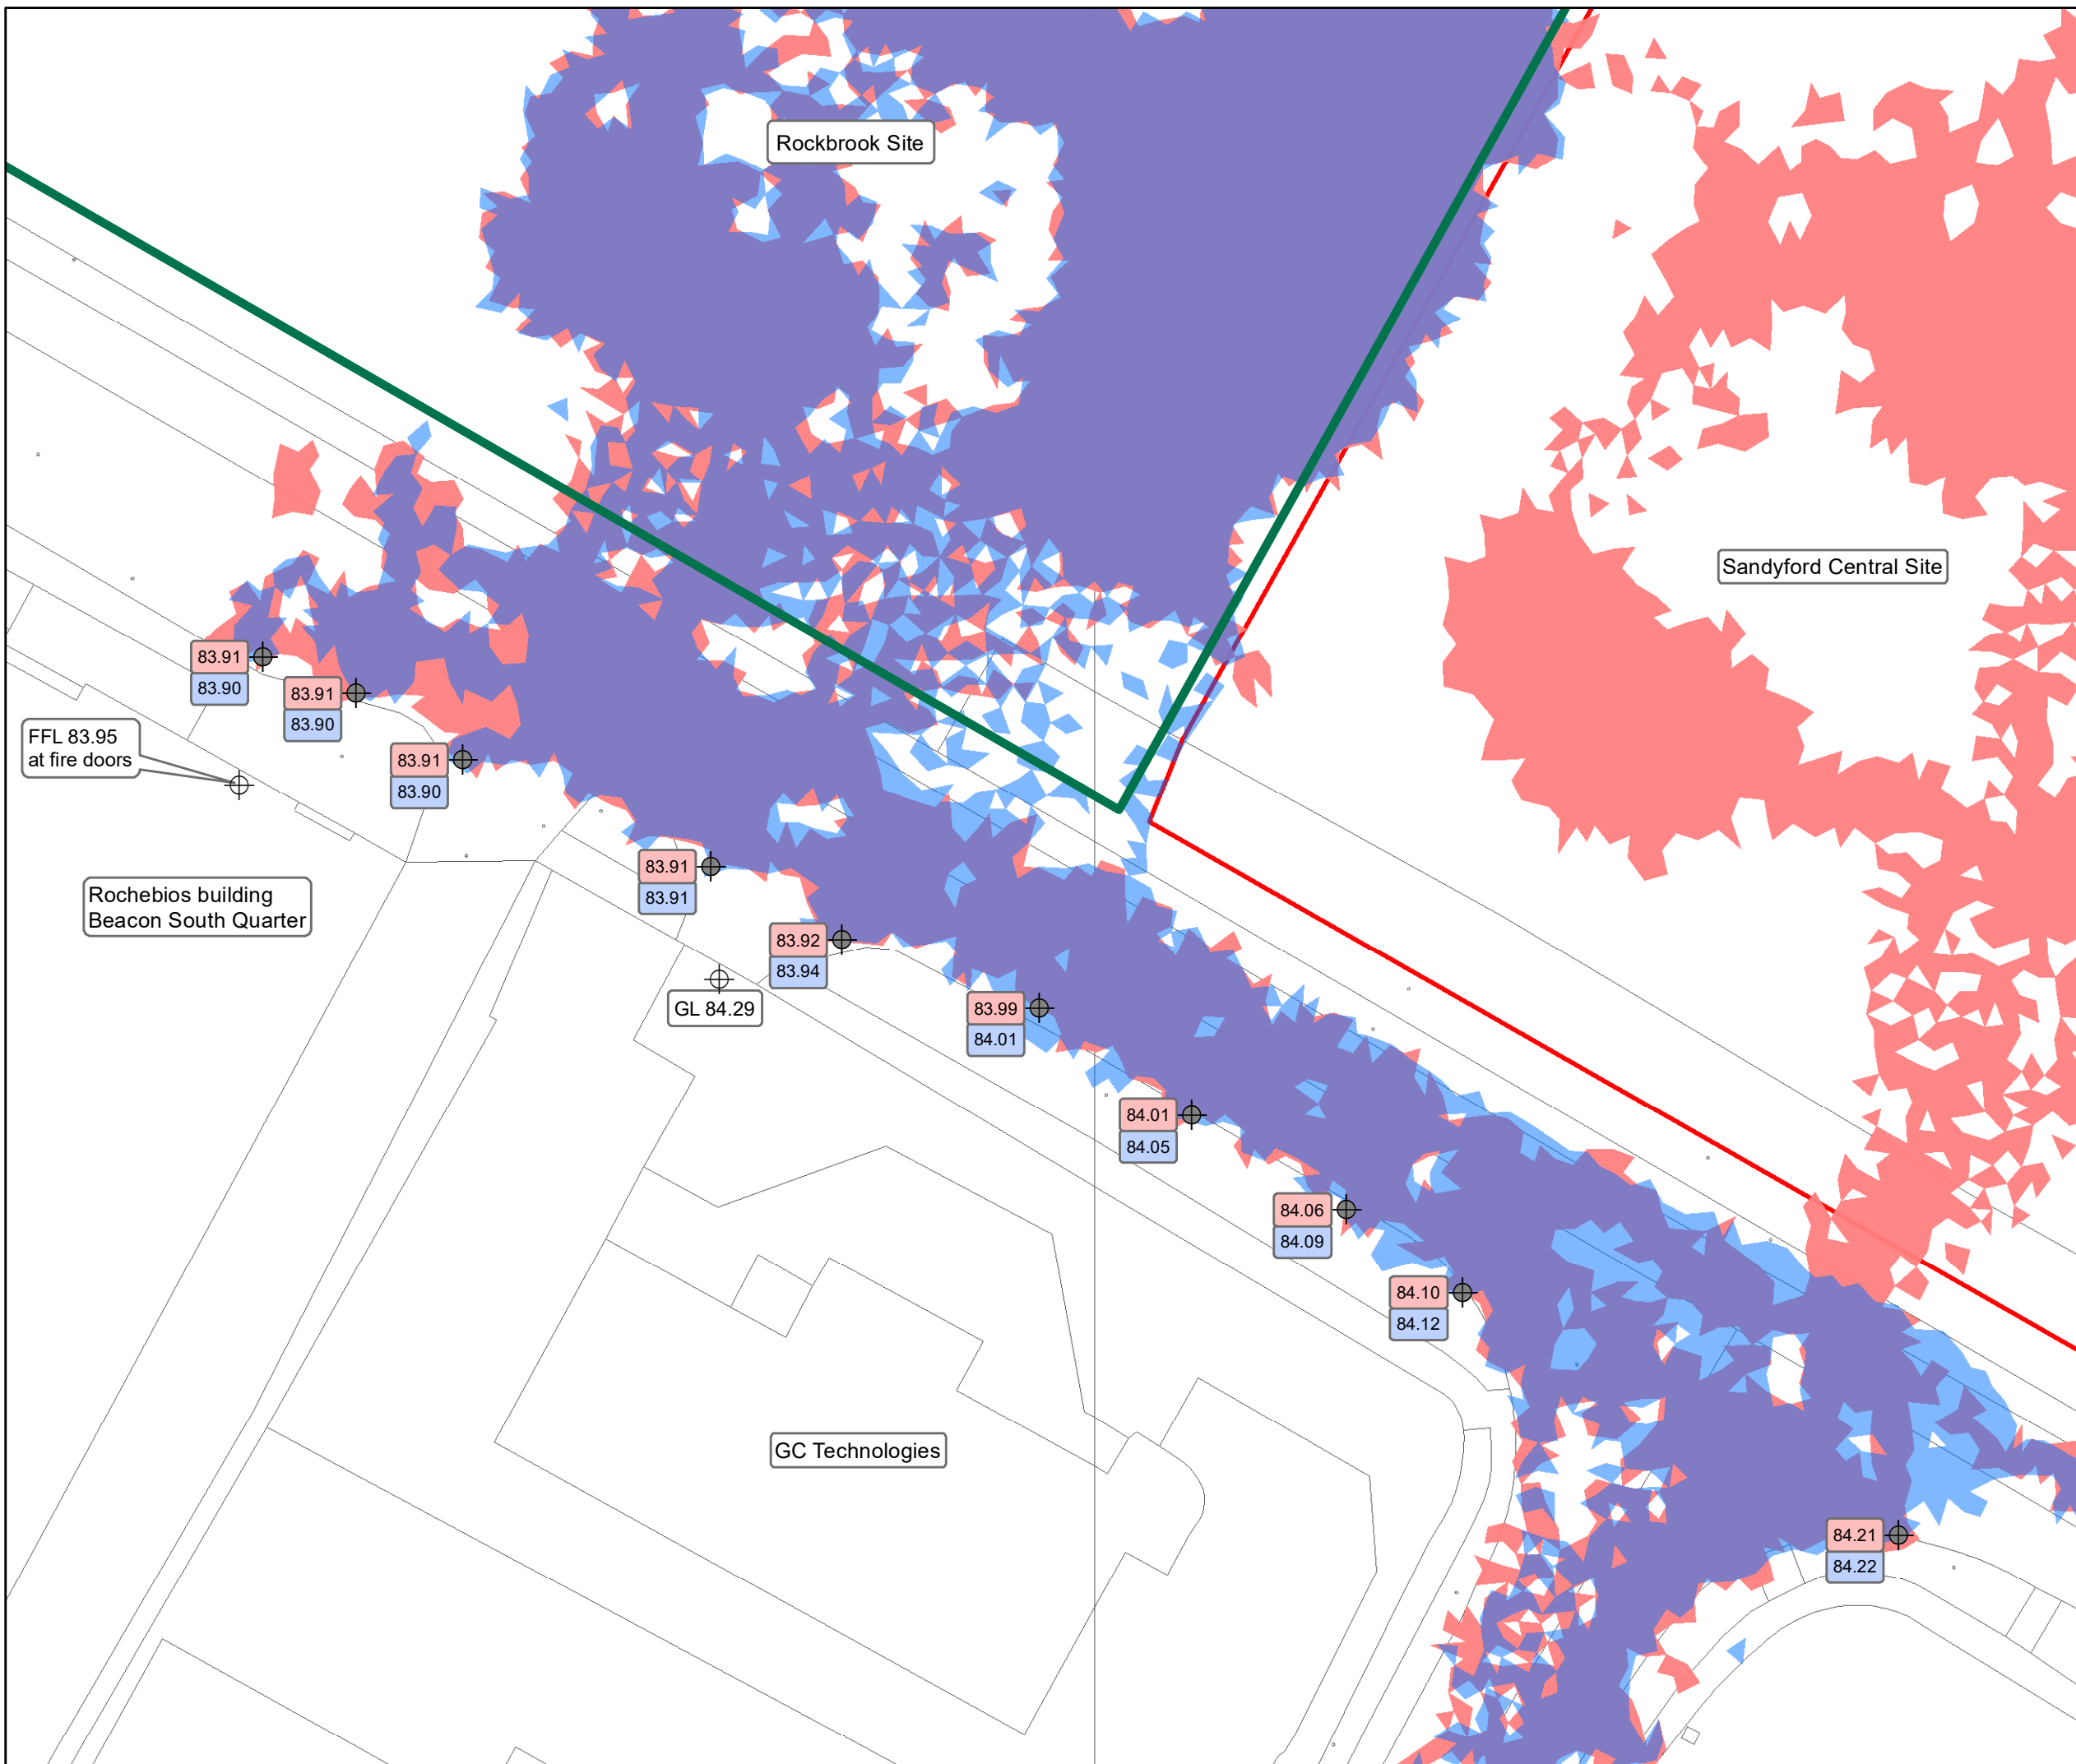 Rockbrook Site
Sandyford Central Site
83.91
83.90
83.91
83.90
FFL 83.95
at fire doors
83.91
83.90
83.91
83.91
Rochebios building
Beacon South Quarter
83.92
83.94
GL 84.29
83.99
84.01
84.01
84.05
84.06
84.09
84.10
84.12
GC Technologies
84.21
84.22